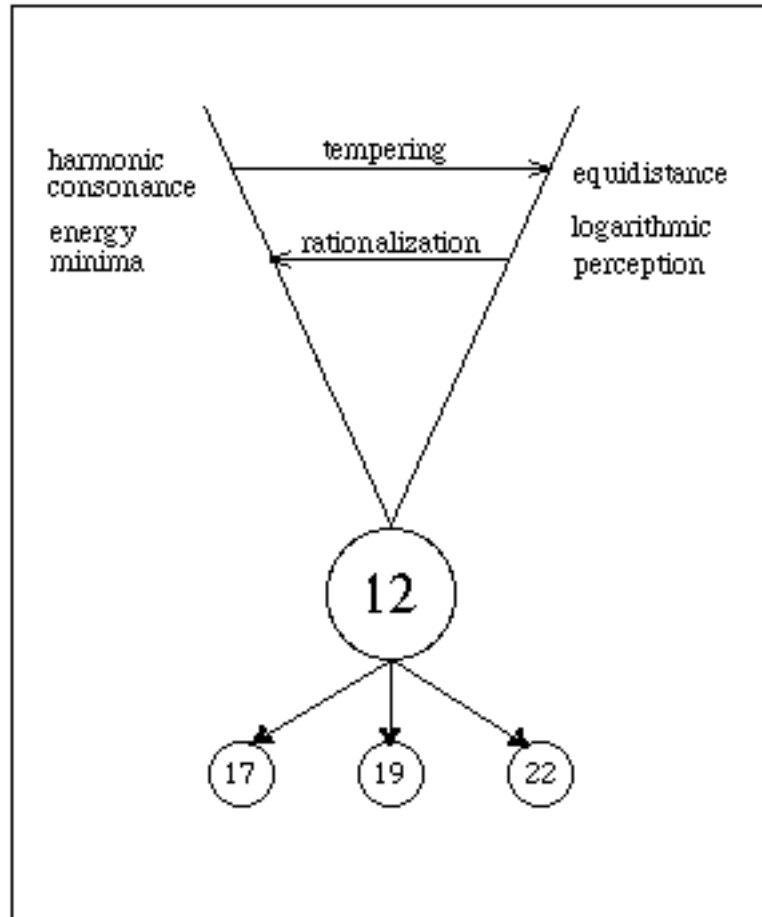 tempering
harmonic
consonance
equidistance
energy
minima
rationalization
logarithmic
perception
12
17 19 22